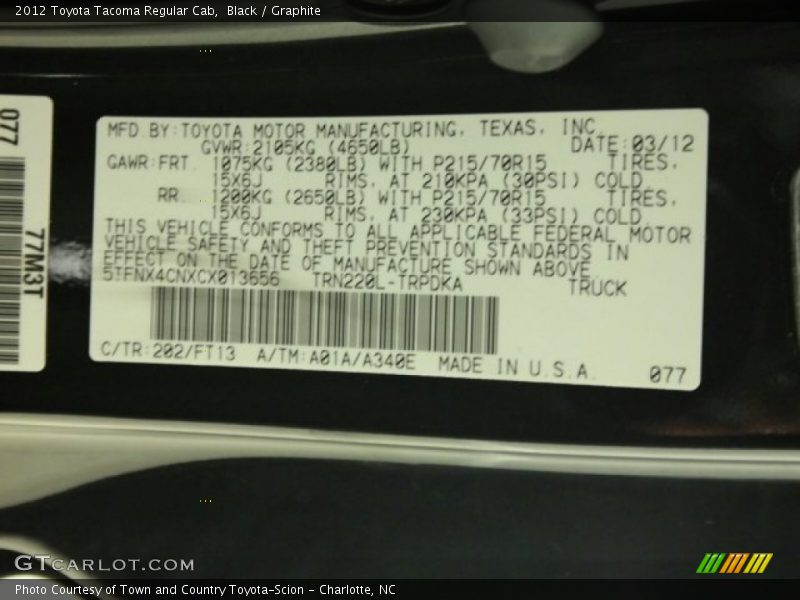 2012 Toyota Tacoma Regular Cab,  Black / Graphite
077
77M3T
MFD.BY:TOYOTA MOTOR MANUFACTURING, TEXAS, INC.
GVWR:2105KG (4650LB) DATE:03/12
GAWR:FRT. 1075KG (2380LB) WITH P215/70R15 TIRES,
15X6J RIMS, AT 210KPA (30PSI) COLD
RR. 1200KG (2650LB) WITH P215/70R15 TIRES,
15X6J RIMS, AT 230KPA (33PSI) COLD
THIS VEHICLE CONFORMS TO ALL APPLICABLE FEDERAL MOTOR
VEHICLE SAFETY AND THEFT PREVENTION STANDARDS IN
EFFECT ON THE DATE OF MANUFACTURE SHOWN ABOVE.
5TFNX4CNXCX013656 TRN220L-TRPDKA TRUCK
C/TR:202/FT13 A/TM:A01A/A340E MADE IN U.S.A. 077
GTCARLOT.COM
Photo Courtesy of Town and Country Toyota-Scion - Charlotte, NC